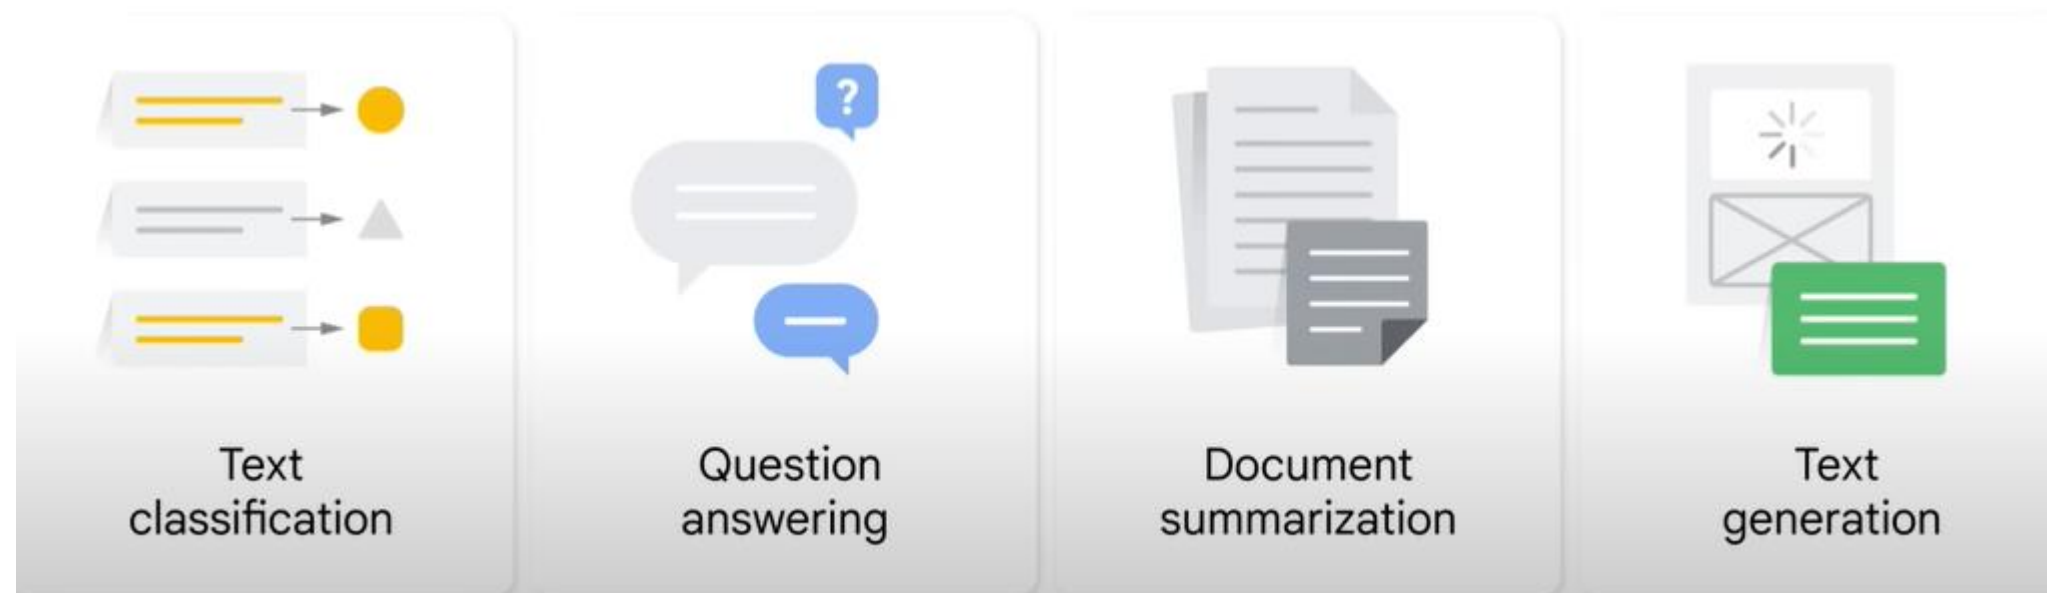 ?
Text
classification
Question
answering
Document
summarization
Text
generation